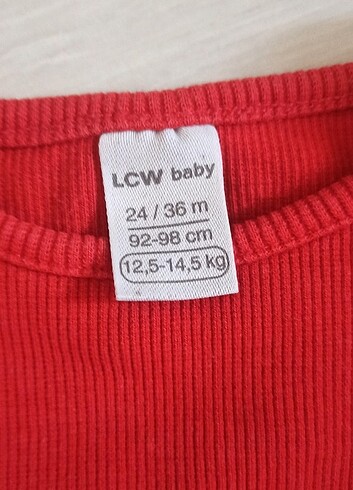 LCW baby
24 / 36 m
92-98 cm
12,5-14,5 kg